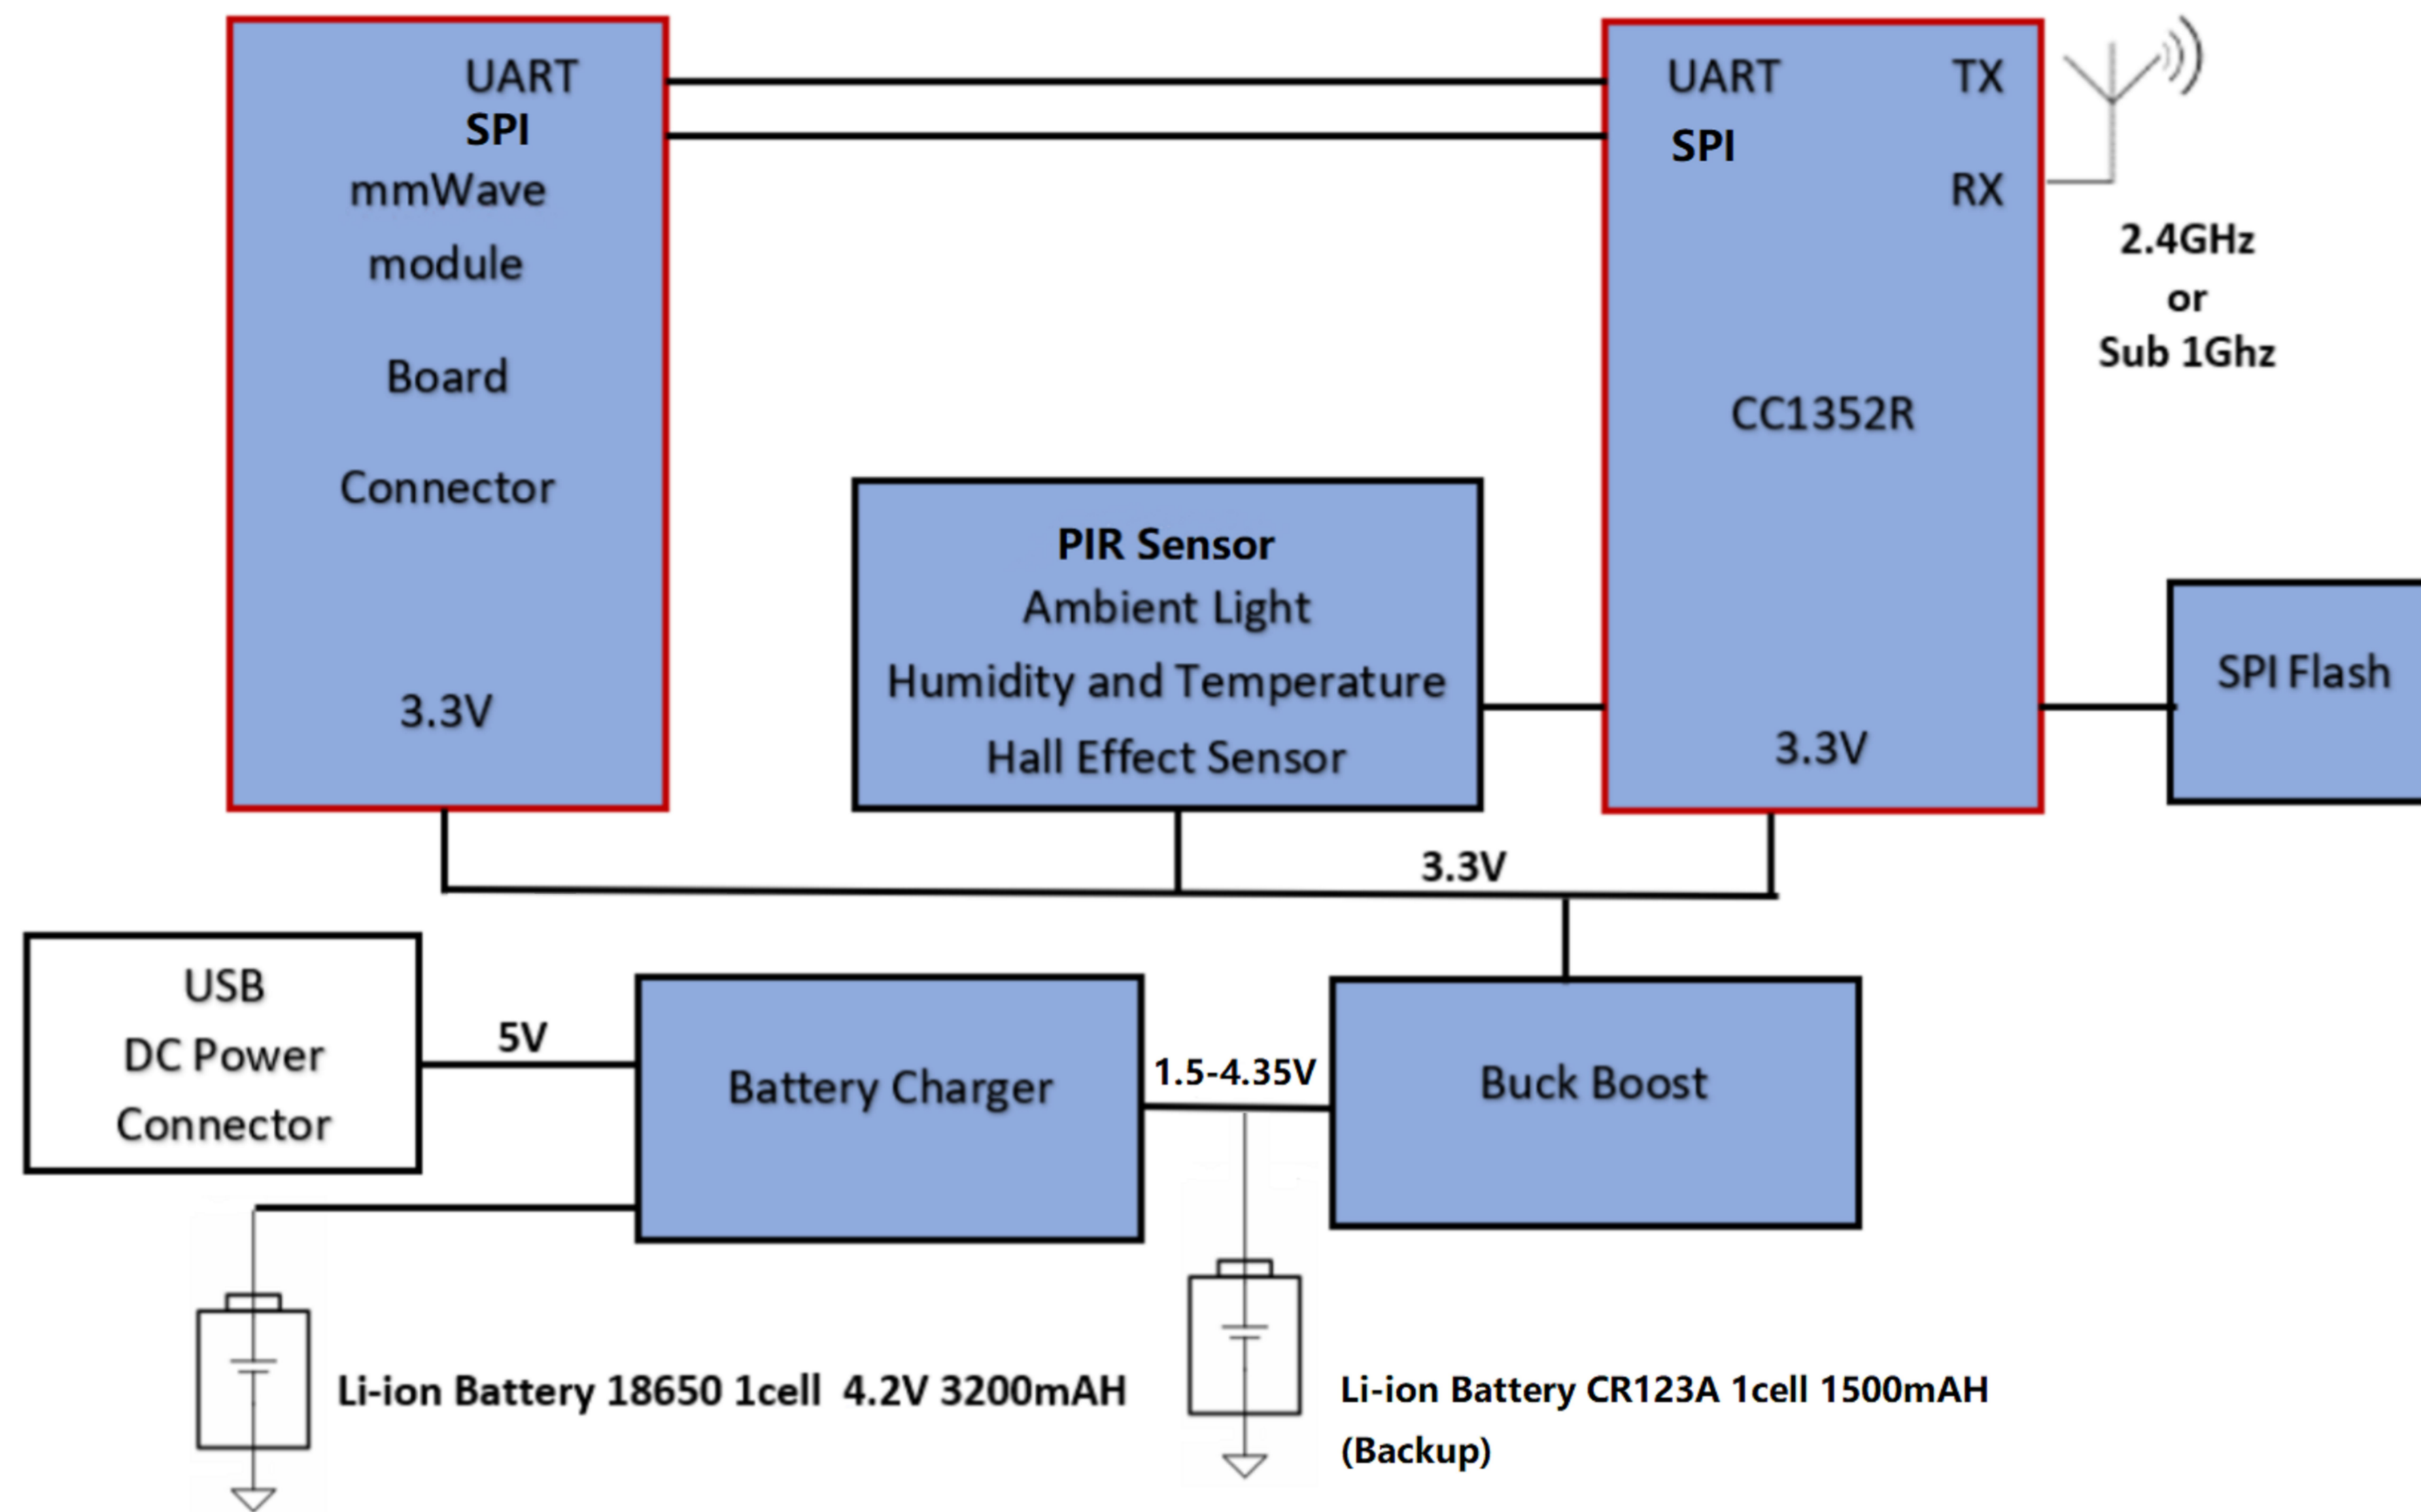 UART
SPI
mmWave
module
Board
Connector
3.3V
UART
TX
SPI
RX
CC1352R
3.3V
2.4GHz
or
Sub 1Ghz
PIR Sensor
Ambient Light
Humidity and Temperature
Hall Effect Sensor
SPI Flash
3.3V
USB
DC Power
Connector
5V
Battery Charger
1.5-4.35V
Buck Boost
Li-ion Battery 18650 1cell 4.2V 3200mAH
Li-ion Battery CR123A 1cell 1500mAH
(Backup)